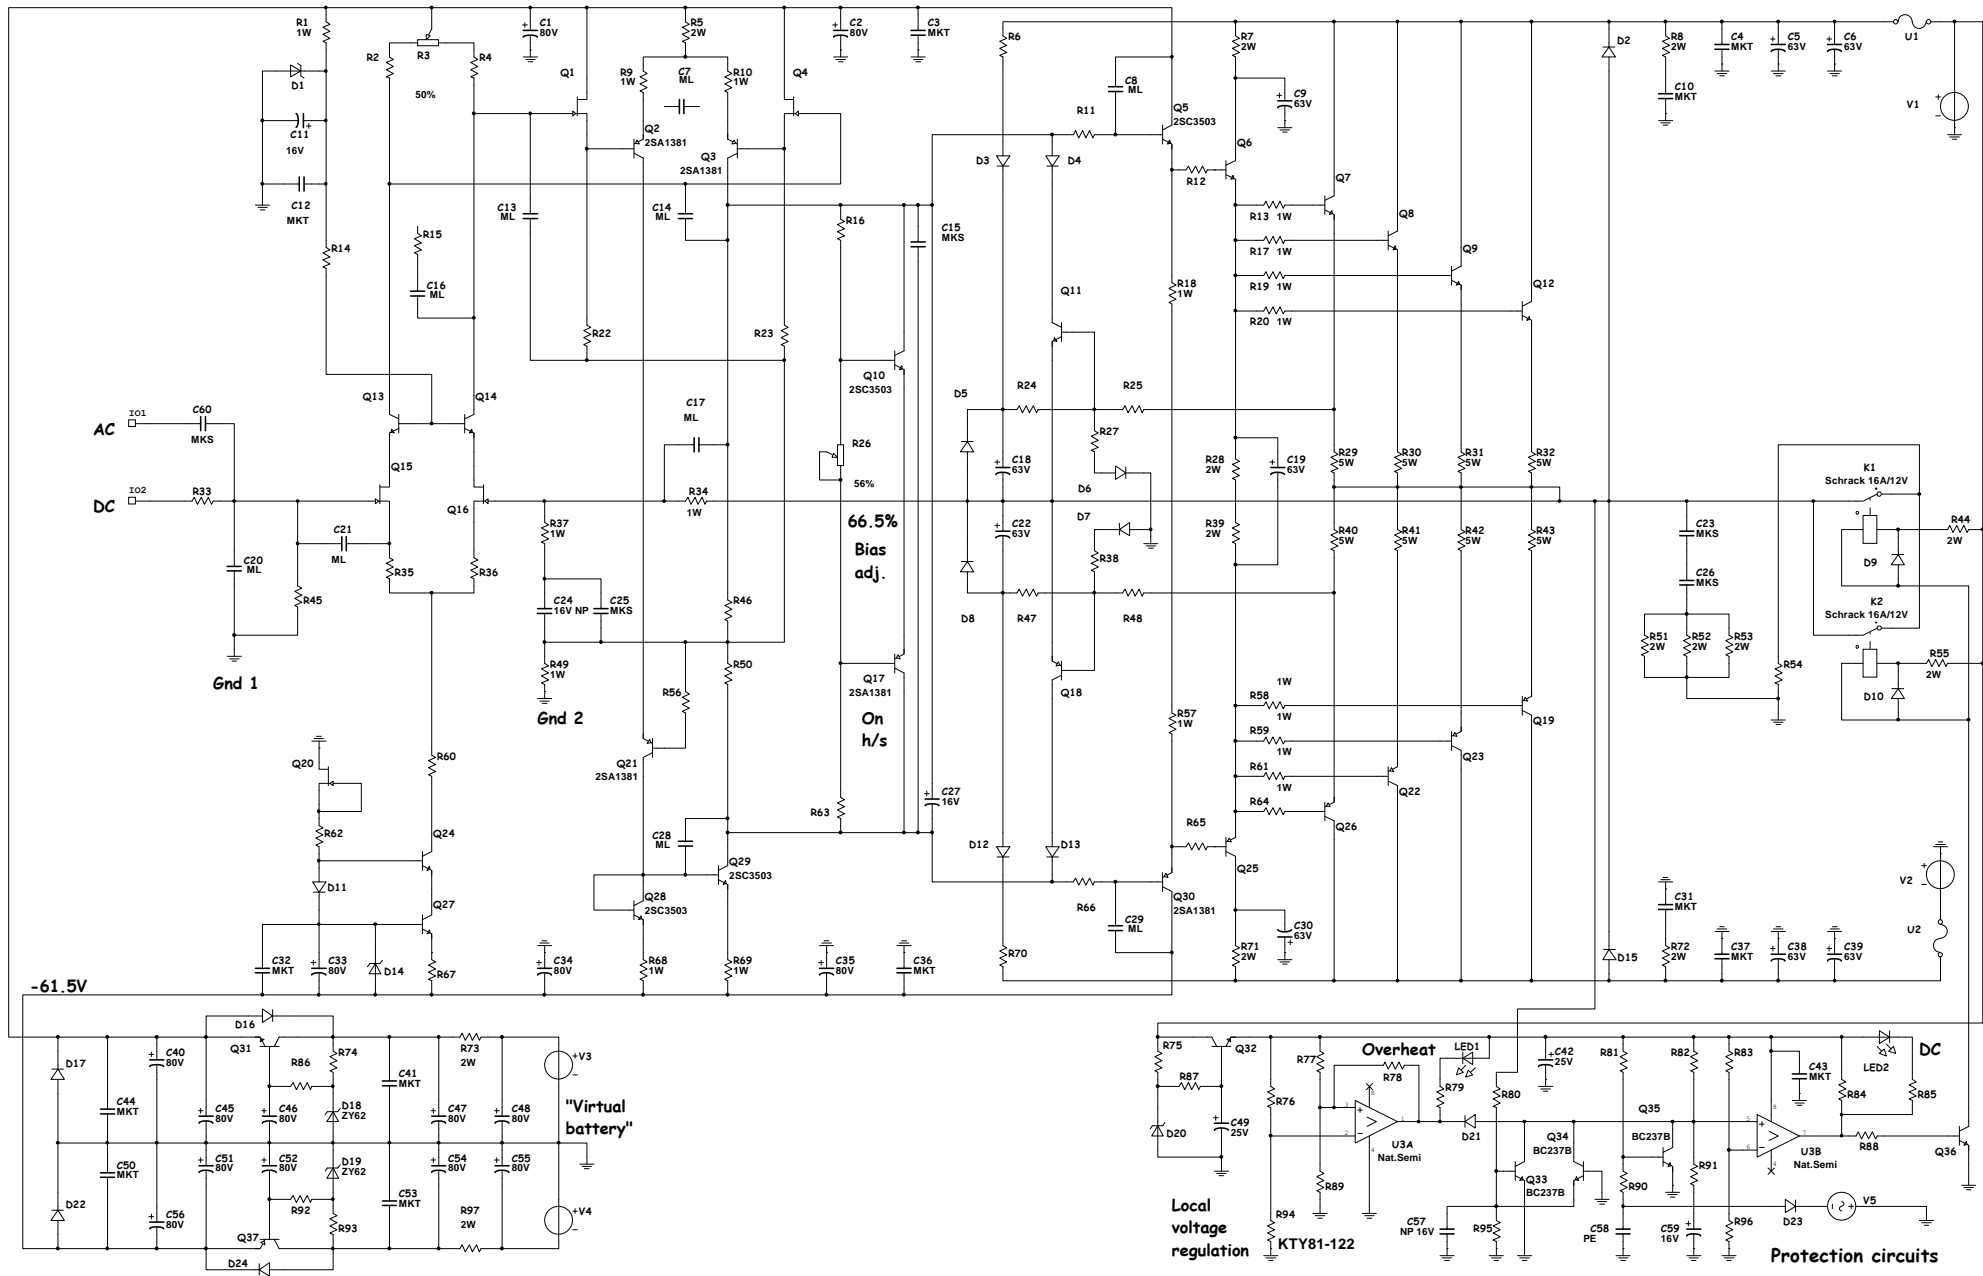 R1
1W
R2
R3
50%
R4
C1
80V
Q1
R5
2W
R9
1W
C7
ML
R10
1W
Q4
C2
80V
C3
MKT
R6
R7
2W
D2
R8
2W
C4
MKT
C5
63V
C6
63V
U1
V1
D1
C11
16V
C12
MKT
Q2
2SA1381
Q3
2SA1381
C8
ML
R11
Q5
2SC3503
C9
63V
C10
MKT
D3
D4
R12
Q6
Q7
R13 1W
Q8
R17 1W
Q9
R19 1W
Q12
R20 1W
R14
R15
C16
ML
C13
ML
C14
ML
R16
C15
MKS
R18
1W
Q11
R22
R23
Q10
2SC3503
Q13
Q14
C17
ML
D5
R24
R25
AC
IO1
C60
MKS
DC
IO2
R33
Q15
Q16
R34
1W
R26
56%
R27
D6
D7
R38
C18
63V
C22
63V
R28
2W
C19
63V
R39
2W
R29
5W
R30
5W
R31
5W
R32
5W
R40
5W
R41
5W
R42
5W
R43
5W
C23
MKS
C26
MKS
K1
Schrack 16A/12V
R44
2W
D9
K2
Schrack 16A/12V
R55
2W
D10
C20
ML
C21
ML
R45
R35
R36
R37
1W
C24
16V NP
C25
MKS
66.5%
Bias
adj.
R46
D8
R47
R48
R51
2W
R52
2W
R53
2W
R54
Gnd 1
R49
1W
Gnd 2
R56
R50
Q17
2SA1381
On
h/s
Q18
R57
1W
1W
R58
1W
Q19
R59
1W
Q23
R61
1W
Q22
R64
Q26
Q20
R60
Q21
2SA1381
R62
R63
C27
16V
Q24
C28
ML
D12
D13
R65
Q25
D11
Q29
2SC3503
Q28
2SC3503
R66
C29
ML
Q30
2SA1381
C30
63V
Q27
C32
MKT
C33
80V
D14
R67
C34
80V
R68
1W
R69
1W
C35
80V
C36
MKT
R70
R71
2W
D15
C31
MKT
R72
2W
C37
MKT
C38
63V
C39
63V
V2
U2
-61.5V
D16
Q31
R86
R74
R73
2W
V3
D17
C40
80V
C44
MKT
C45
80V
C46
80V
D18
ZY62
C41
MKT
C47
80V
C48
80V
"Virtual
battery"
C50
MKT
C51
80V
C52
80V
D19
ZY62
C53
MKT
C54
80V
C55
80V
D22
C56
80V
R92
R93
R97
2W
V4
Q37
D24
R75
Q32
R87
D20
C49
25V
R76
R77
Overheat
R78
R79
LED1
R80
C42
25V
R81
R82
R83
C43
MKT
LED2
DC
R84
R85
3
2
8
4
1
U3A
Nat.Semi
D21
Q34
BC237B
Q33
BC237B
Q35
BC237B
5
6
8
4
7
U3B
Nat.Semi
R88
Q36
R89
R90
R91
R94
KTY81-122
C57
NP 16V
R95
C58
PE
C59
16V
R96
D23
V5
Local
voltage
regulation
Protection circuits